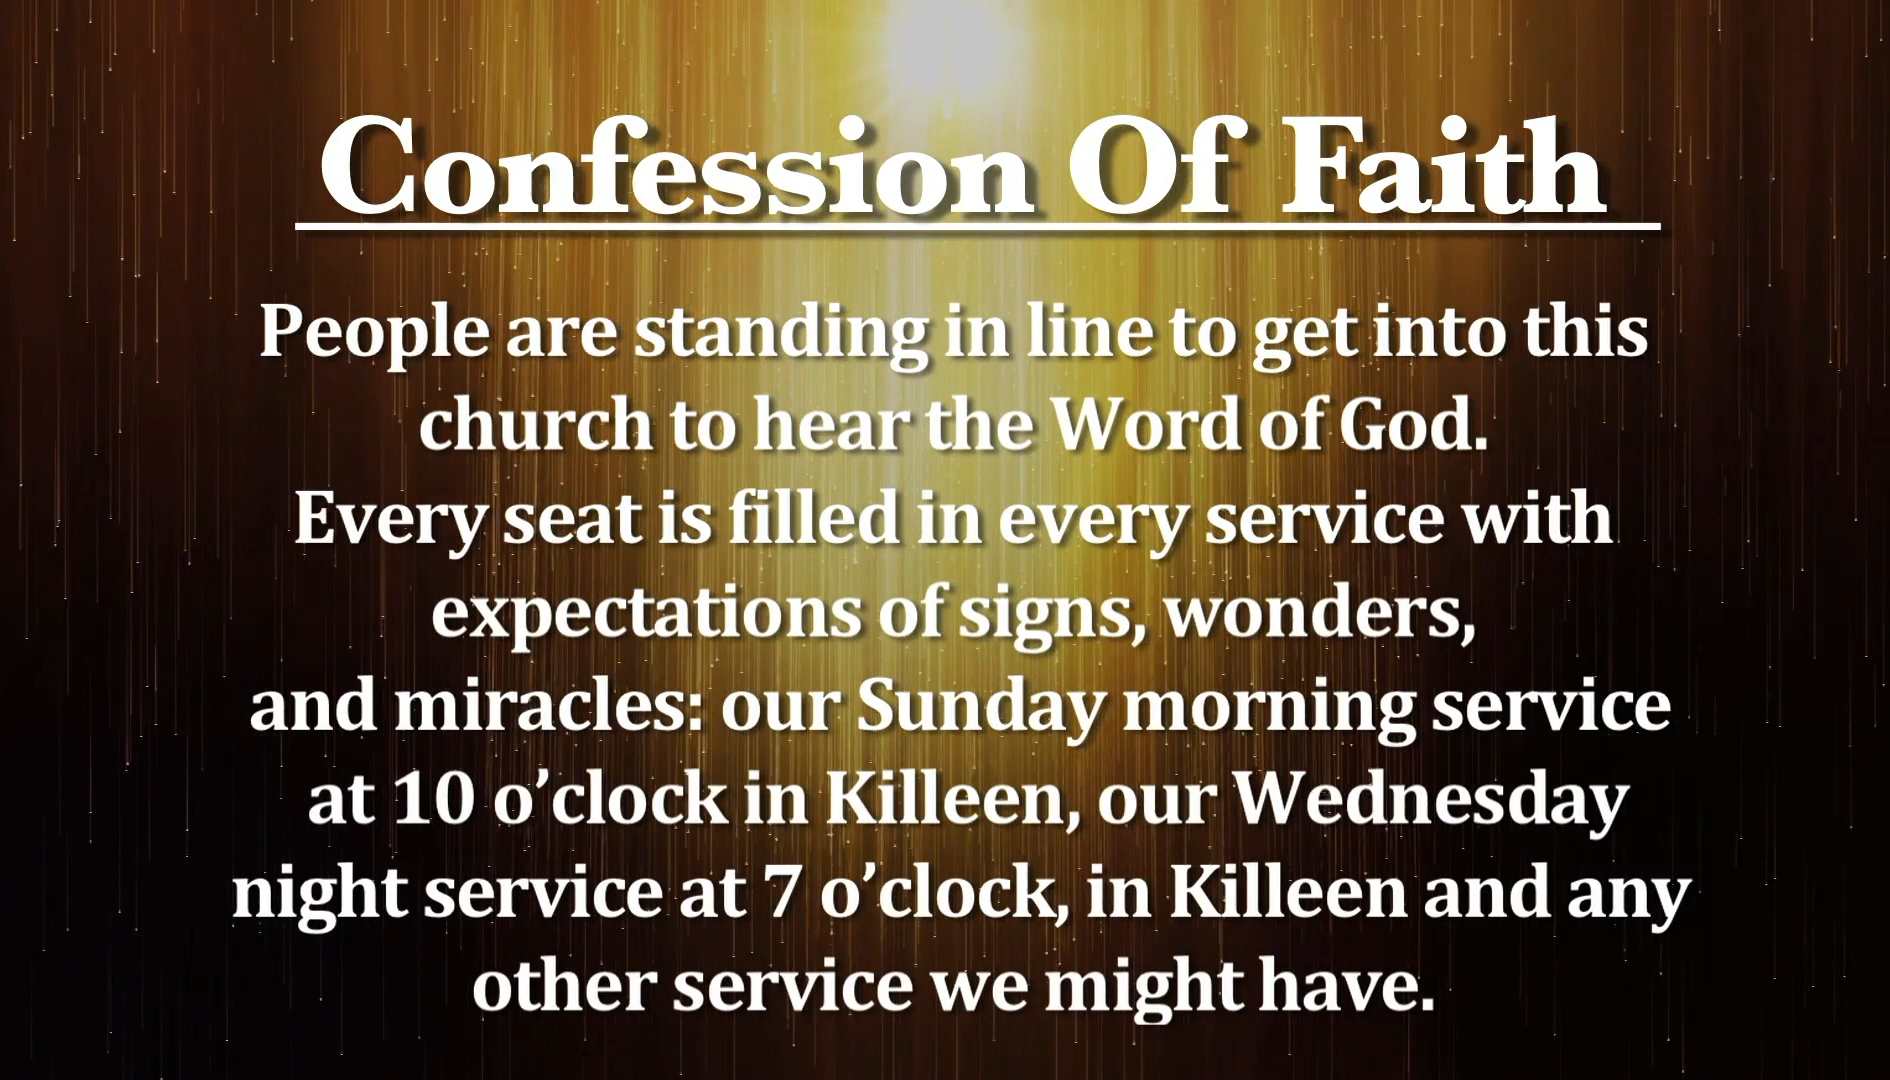 Confession Of Faith
People are standing in line to get into this
church to hear the Word of God.
Every seat is filled in every service with
expectations of signs, wonders,
and miracles: our Sunday morning service
at 10 o’clock in Killeen, our Wednesday
night service at 7 o’clock, in Killeen and any
other service we might have.